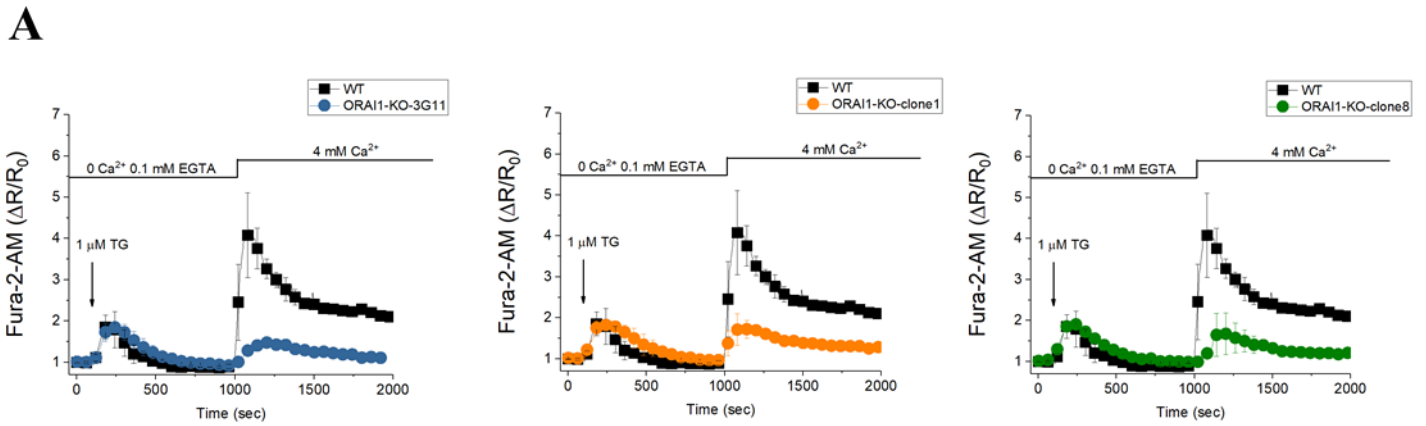 A
WT
ORAI1-KO-3G11
7
6
5
4
3
2
1
0 Ca²⁺ 0.1 mM EGTA
4 mM Ca²⁺
1 μM TG
Fura-2-AM (ΔR/R₀)
0
500
1000
1500
2000
Time (sec)
WT
ORAI1-KO-clone1
7
6
5
4
3
2
1
0 Ca²⁺ 0.1 mM EGTA
4 mM Ca²⁺
1 μM TG
Fura-2-AM (ΔR/R₀)
0
500
1000
1500
2000
Time (sec)
WT
ORAI1-KO-clone8
7
6
5
4
3
2
1
0 Ca²⁺ 0.1 mM EGTA
4 mM Ca²⁺
1 μM TG
Fura-2-AM (ΔR/R₀)
0
500
1000
1500
2000
Time (sec)